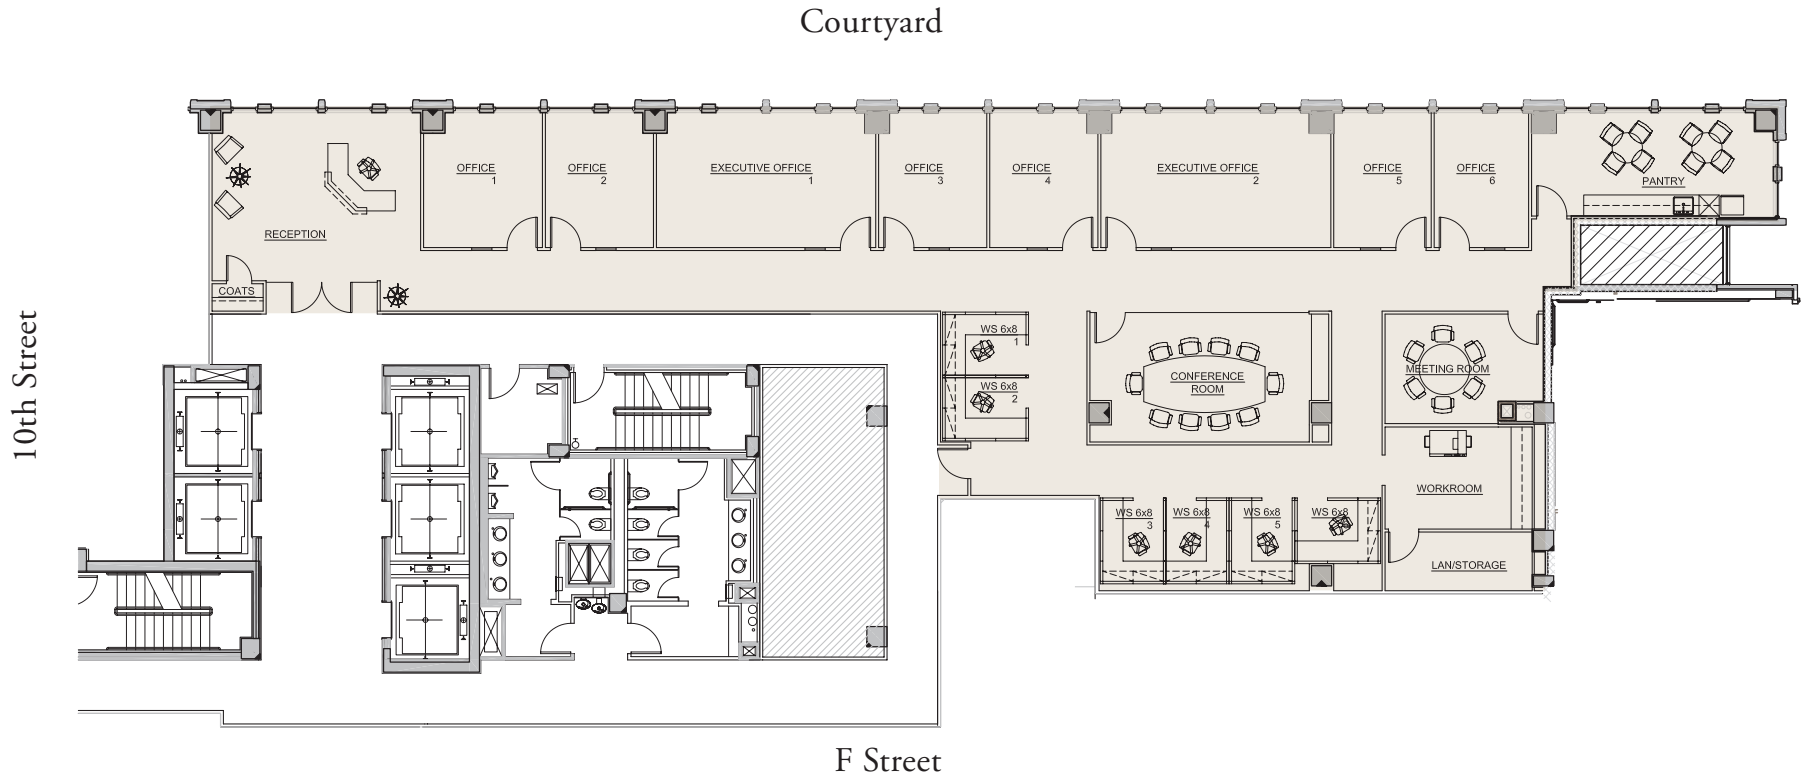 Courtyard
OFFICE
1
OFFICE
2
EXECUTIVE OFFICE
1
OFFICE
3
OFFICE
4
EXECUTIVE OFFICE
2
OFFICE
5
OFFICE
6
PANTRY
RECEPTION
COATS
10th Street
WS 6x8
1
WS 6x8
2
CONFERENCE
ROOM
MEETING ROOM
WORKROOM
WS 6x8
3
WS 6x8
4
WS 6x8
5
WS 6x8
LAN/STORAGE
F Street